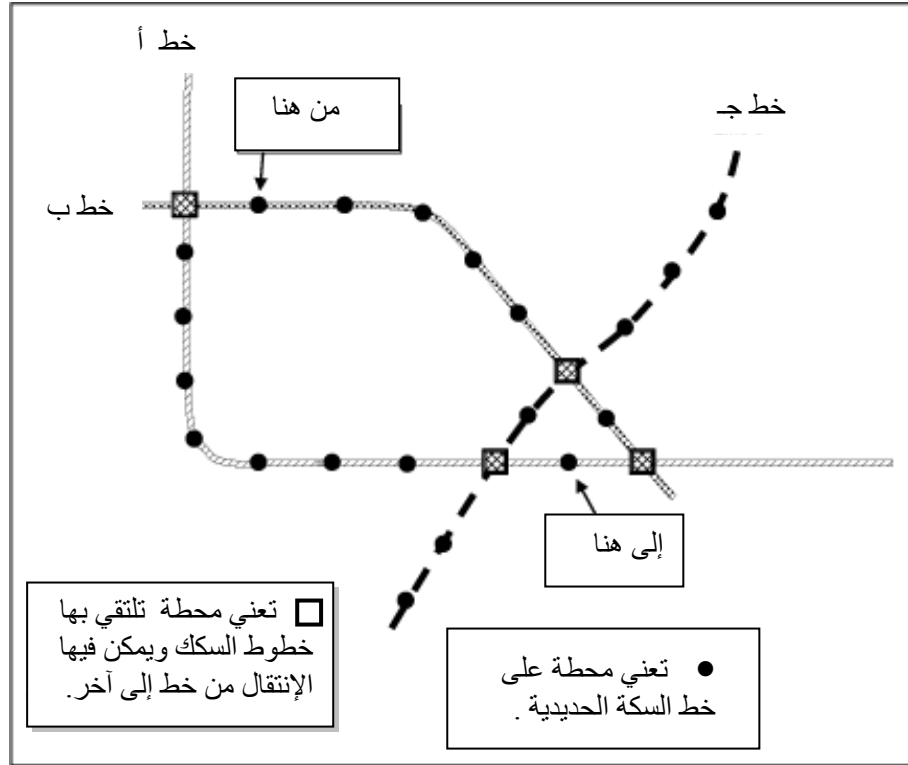 خط أ
من هنا
خط جـ
خط ب
إلى هنا
تعني محطة تلتقي بها
خطوط السكك ويمكن فيها
الإنتقال من خط إلى آخر.
تعني محطة على
خط السكة الحديدية .